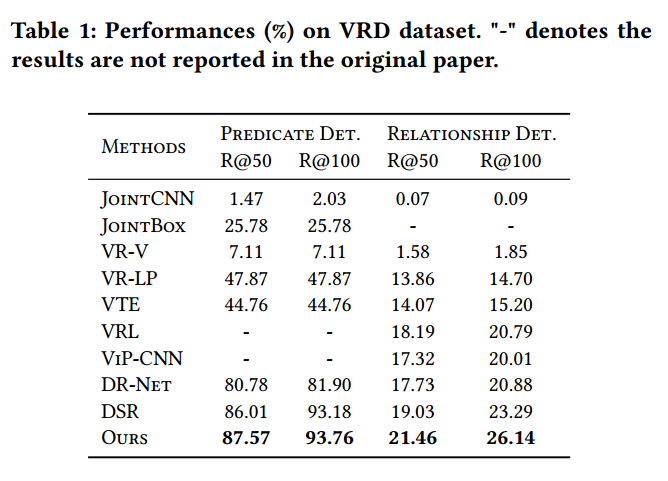 Table 1: Performances (%) on VRD dataset. "-" denotes the
results are not reported in the original paper.
METHODS PREDICATE DET. RELATIONSHIP DET.
R@50 R@100 R@50 R@100
JOINTCNN 1.47 2.03 0.07 0.09
JOINTBOX 25.78 25.78 - -
VR-V 7.11 7.11 1.58 1.85
VR-LP 47.87 47.87 13.86 14.70
VTE 44.76 44.76 14.07 15.20
VRL - - 18.19 20.79
VIP-CNN - - 17.32 20.01
DR-NET 80.78 81.90 17.73 20.88
DSR 86.01 93.18 19.03 23.29
OURS 87.57 93.76 21.46 26.14